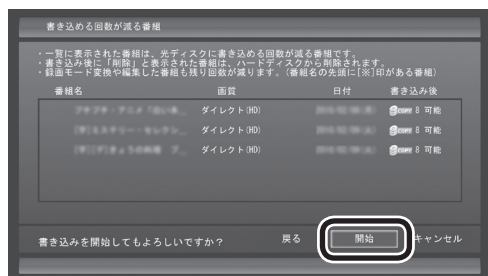 書き込める回数が減る番組
・一覧に表示された番組は、光ディスクに書き込める回数が減る番組です。
・書き込み後に「削除」と表示された番組は、ハードディスクから削除されます。
・録画モード変換や編集した番組も残り回数が減ります。(番組名の先頭に[※]印がある番組)
番組名 画質 日付 書き込み後
ダイレクト(HD) COPY 8 可能
ダイレクト(HD) COPY 8 可能
ダイレクト(HD) COPY 8 可能
書き込みを開始してもよろしいですか? 戻る 開始 キャンセル